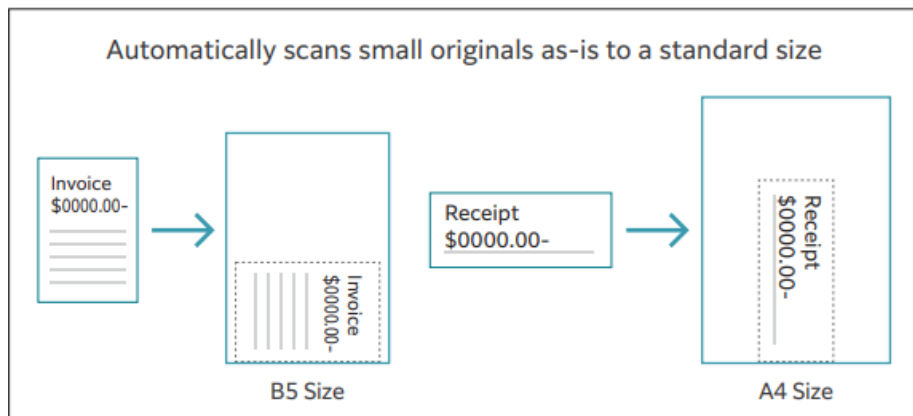 Automatically scans small originals as-is to a standard size
Invoice
$0000.00-
Invoice
$0000.00-
B5 Size
Receipt
$0000.00-
Receipt
$0000.00-
A4 Size